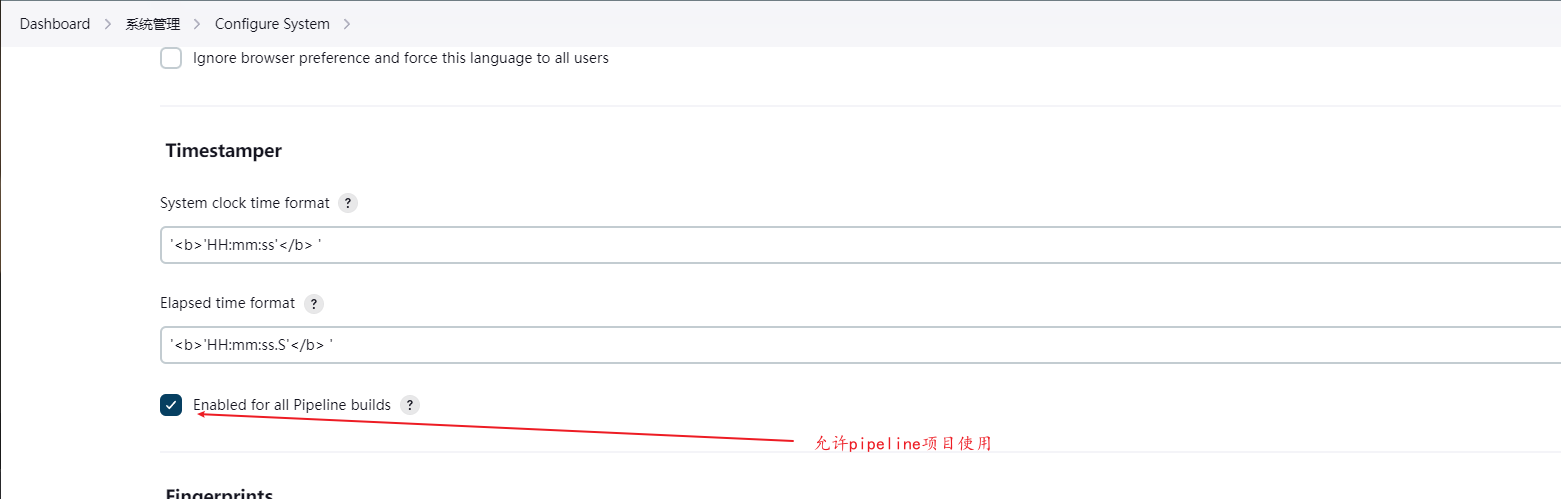 Dashboard > 系统管理 > Configure System >
Ignore browser preference and force this language to all users
Timestamper
System clock time format ?
'<b>'HH:mm:ss'</b> '
Elapsed time format ?
'<b>'HH:mm:ss.S'</b> '
Enabled for all Pipeline builds ?
允许pipeline项目使用
Fingerprints